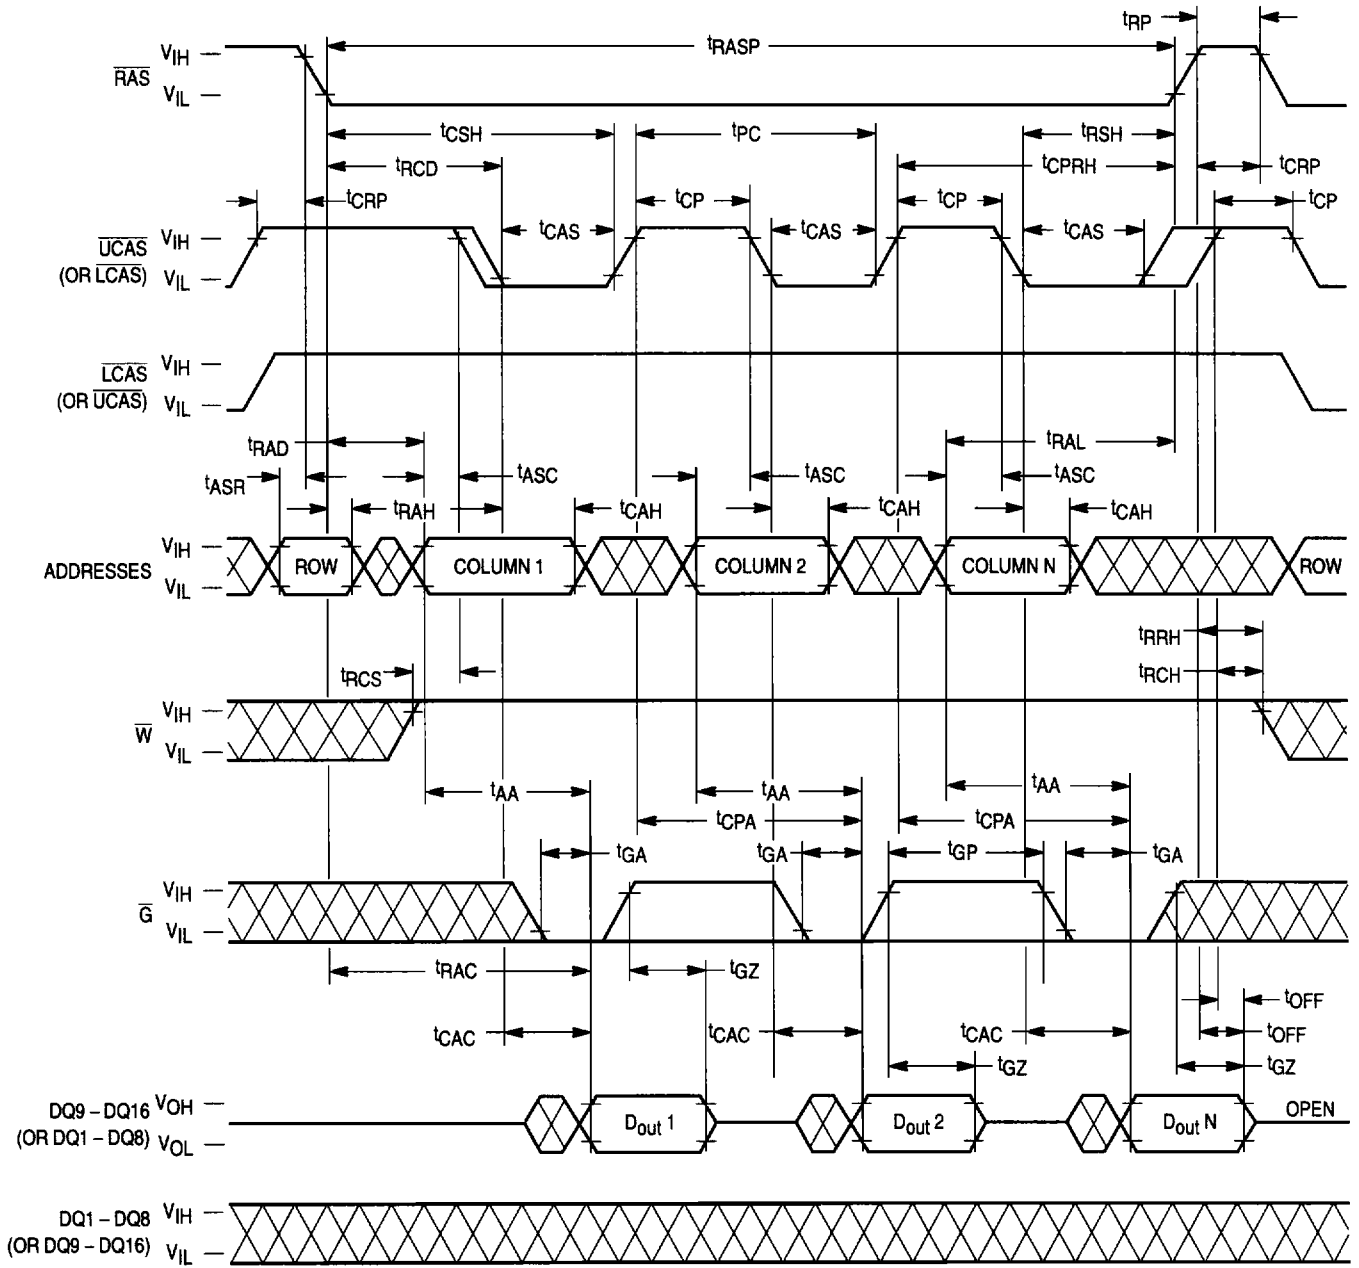 tRP
tRASP
VIH
RAS
VIL
tCSH
tPC
tRSH
tRCD
tCPRH
tCRP
tCRP
tCP
tCP
tCP
UCAS VIH
tCAS
tCAS
tCAS
(OR LCAS) VIL
LCAS VIH
(OR UCAS) VIL
tRAD
tRAL
tASR
tASC
tASC
tASC
tRAH
tCAH
tCAH
tCAH
VIH
ADDRESSES
ROW
COLUMN 1
COLUMN 2
COLUMN N
ROW
VIL
tRRH
tRCS
tRCH
VIH
W
VIL
tAA
tAA
tAA
tCPA
tCPA
tGA
tGA
tGP
tGA
VIH
G
VIL
tRAC
tGZ
tOFF
tCAC
tCAC
tCAC
tOFF
tGZ
tGZ
DQ9 – DQ16 VOH
Dout 1
Dout 2
Dout N
OPEN
(OR DQ1 – DQ8) VOL
DQ1 – DQ8 VIH
(OR DQ9 – DQ16) VIL